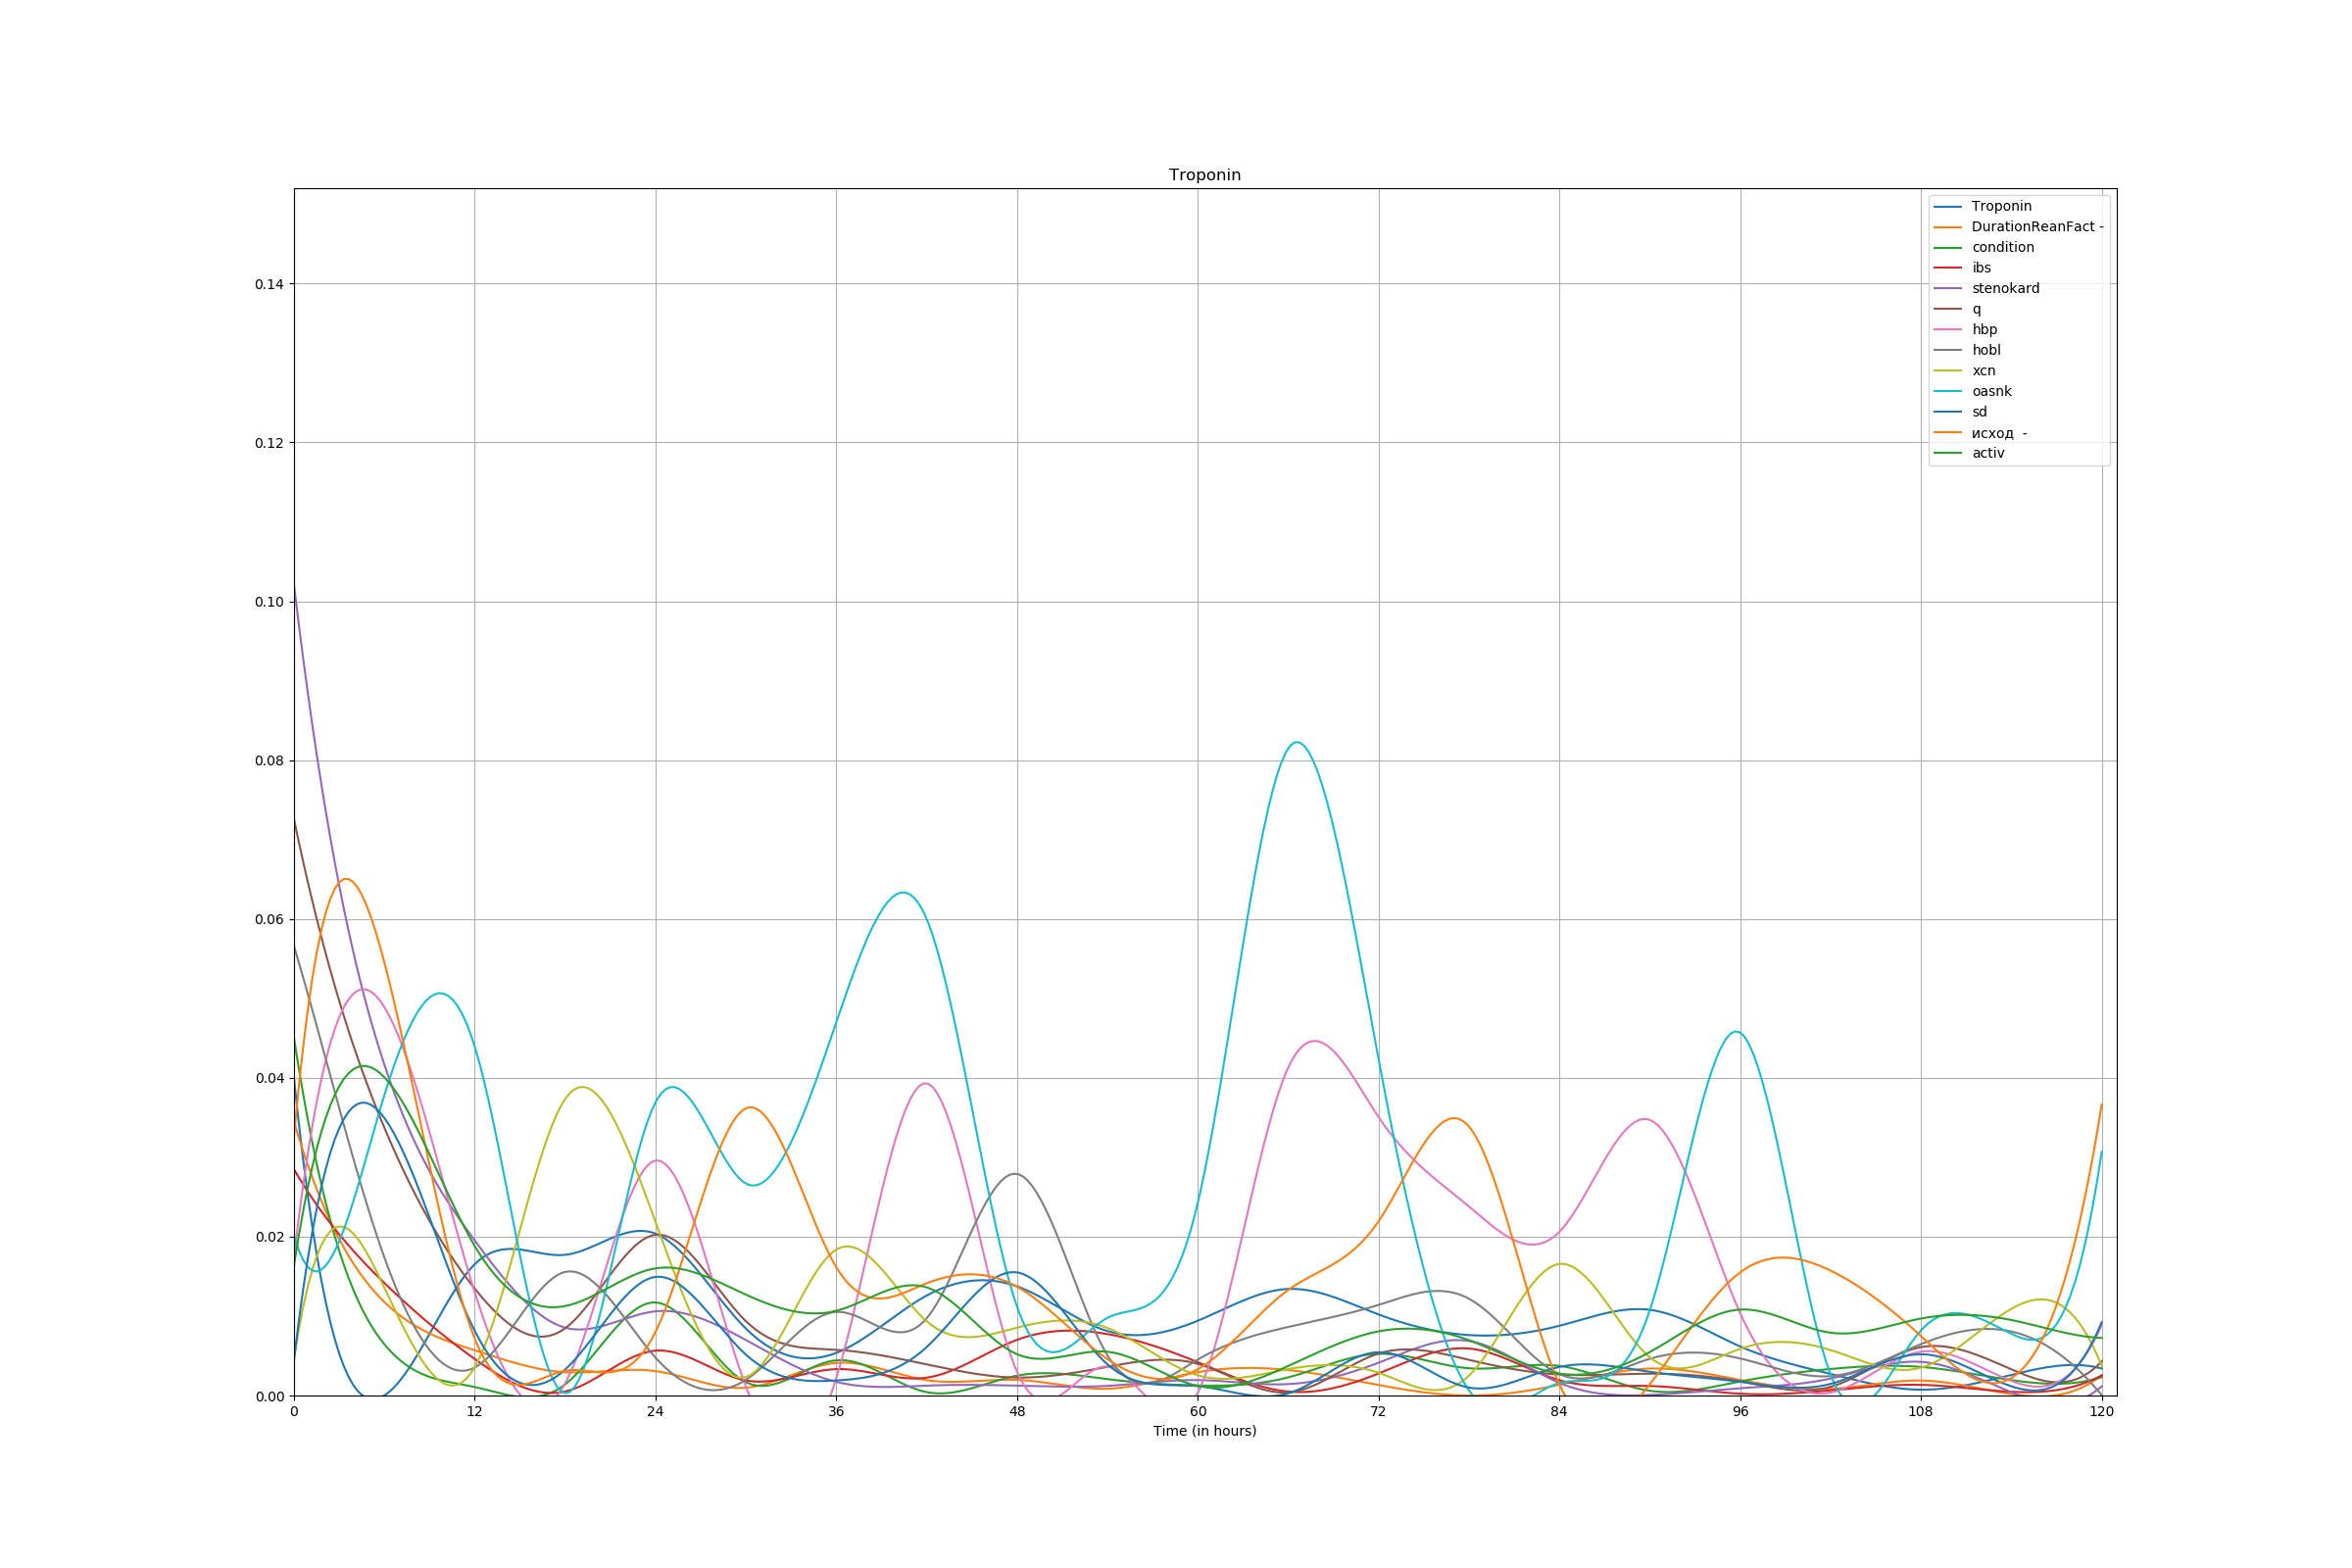 Troponin
Troponin
DurationReanFact -
condition
ibs
stenokard
q
hbp
hobl
xcn
oasnk
sd
исход -
activ
0.14
0.12
0.10
0.08
0.06
0.04
0.02
0.00
0 12 24 36 48 60 72 84 96 108 120
Time (in hours)